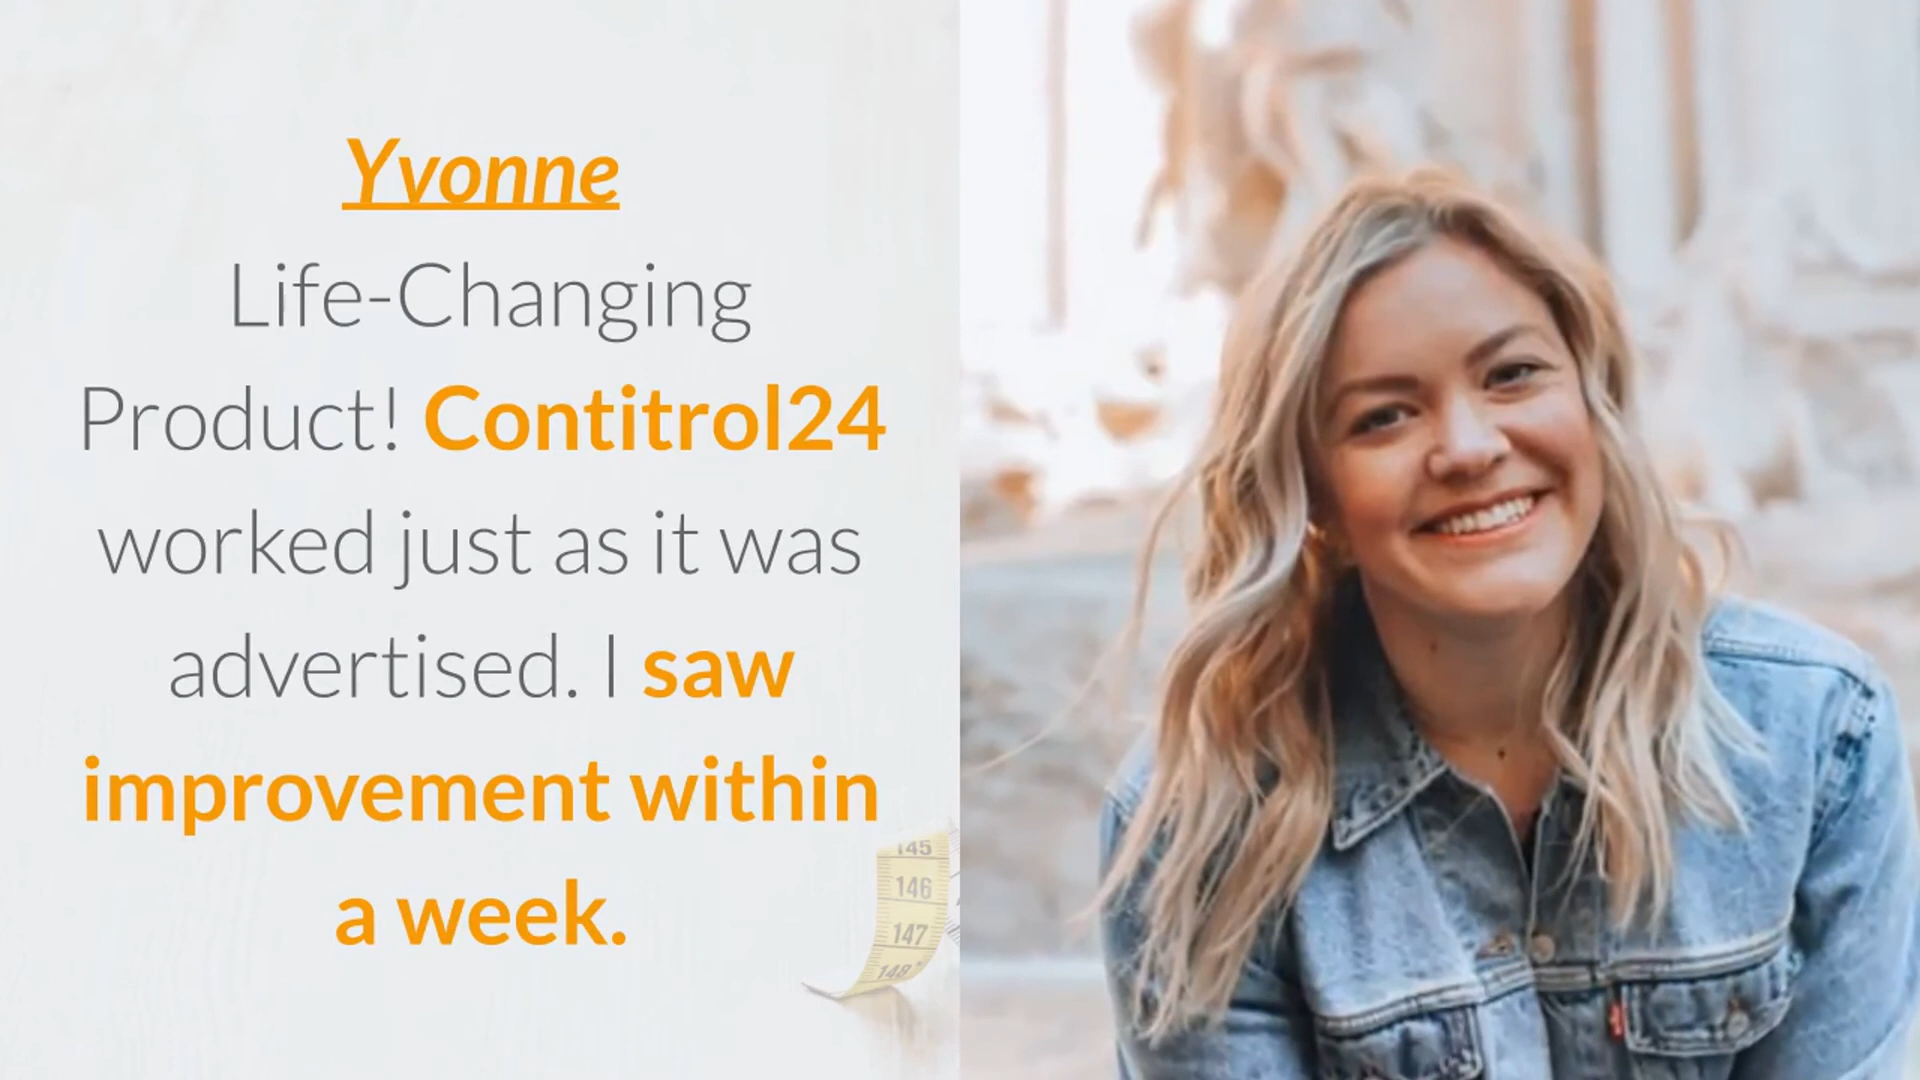 Yvonne
Life-Changing
Product! Contitrol24
worked just as it was
advertised. I saw
improvement within
a week.
145
146
147
148